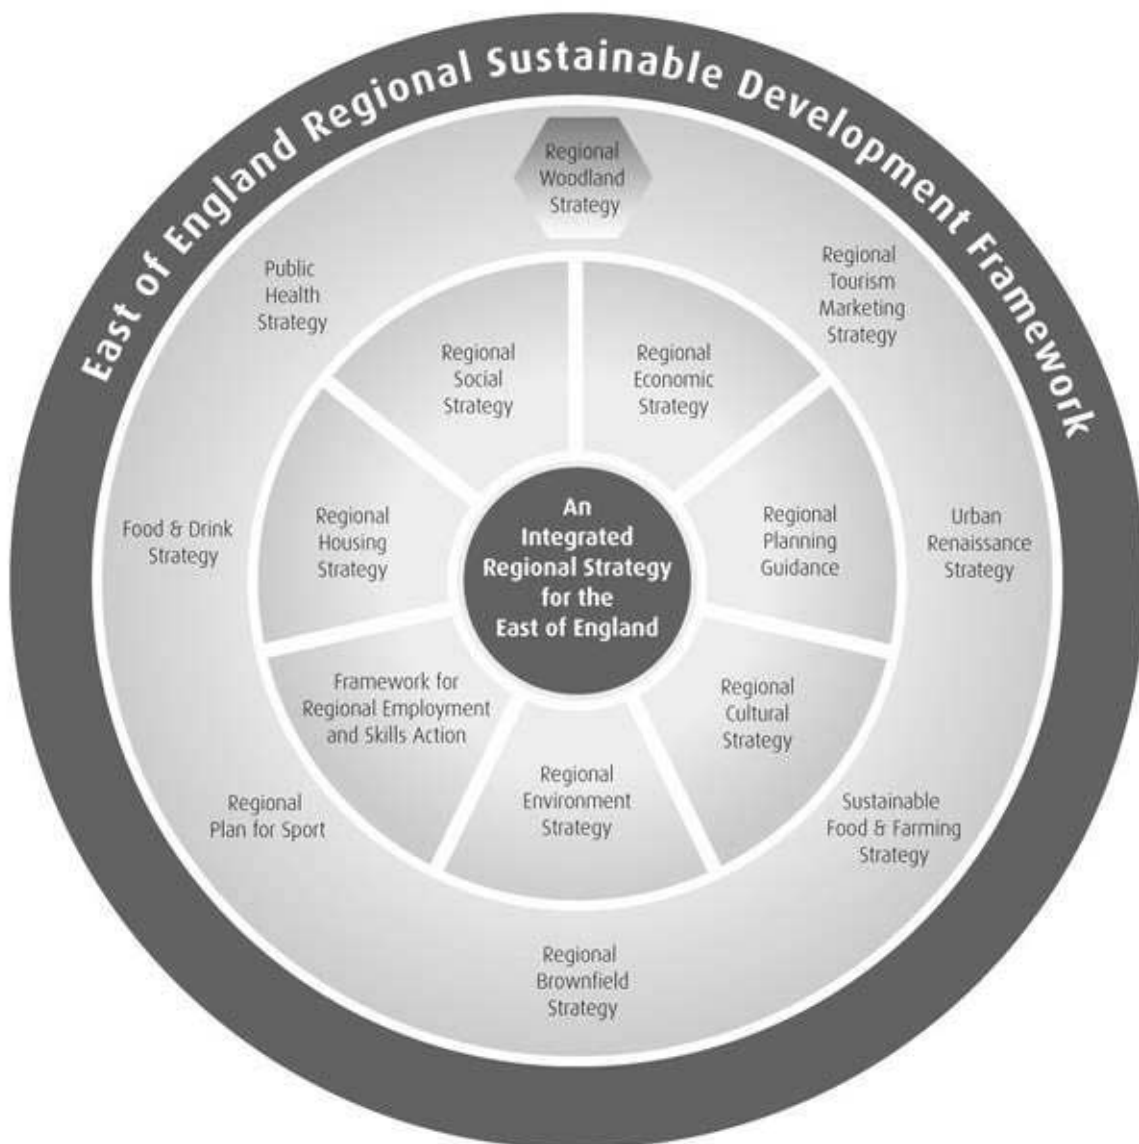 East of England Regional Sustainable Development Framework
Regional
Woodland
Strategy
Public
Health
Strategy
Regional
Tourism
Marketing
Strategy
Regional
Social
Strategy
Regional
Economic
Strategy
Food & Drink
Strategy
Regional
Housing
Strategy
An
Integrated
Regional Strategy
for the
East of England
Regional
Planning
Guidance
Urban
Renaissance
Strategy
Framework for
Regional Employment
and Skills Action
Regional
Cultural
Strategy
Regional
Environment
Strategy
Regional
Plan for Sport
Sustainable
Food & Farming
Strategy
Regional
Brownfield
Strategy